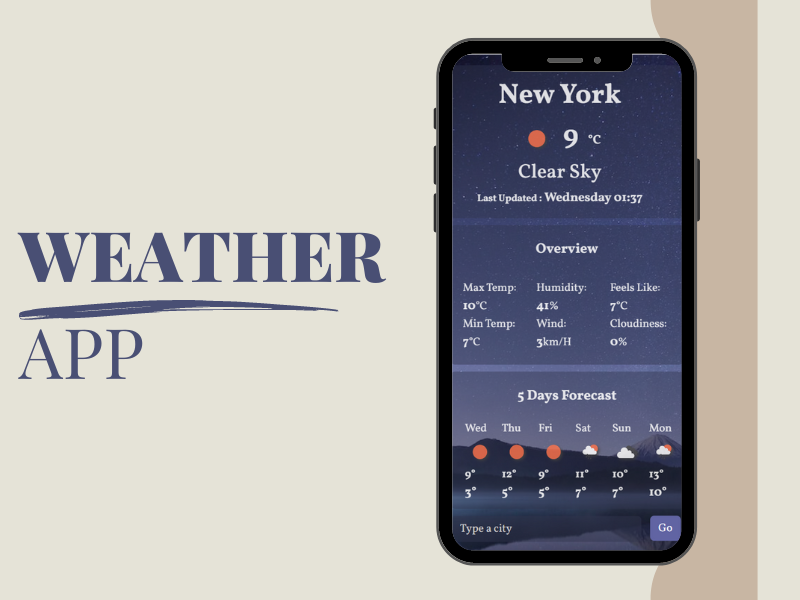 WEATHER
APP
New York
9 °C
Clear Sky
Last Updated : Wednesday 01:37
Overview
Max Temp: Humidity: Feels Like:
10°C 41% 7°C
Min Temp: Wind: Cloudiness:
7°C 3km/H 0%
5 Days Forecast
Wed Thu Fri Sat Sun Mon
9° 12° 9° 11° 10° 13°
3° 5° 5° 7° 7° 10°
Type a city Go